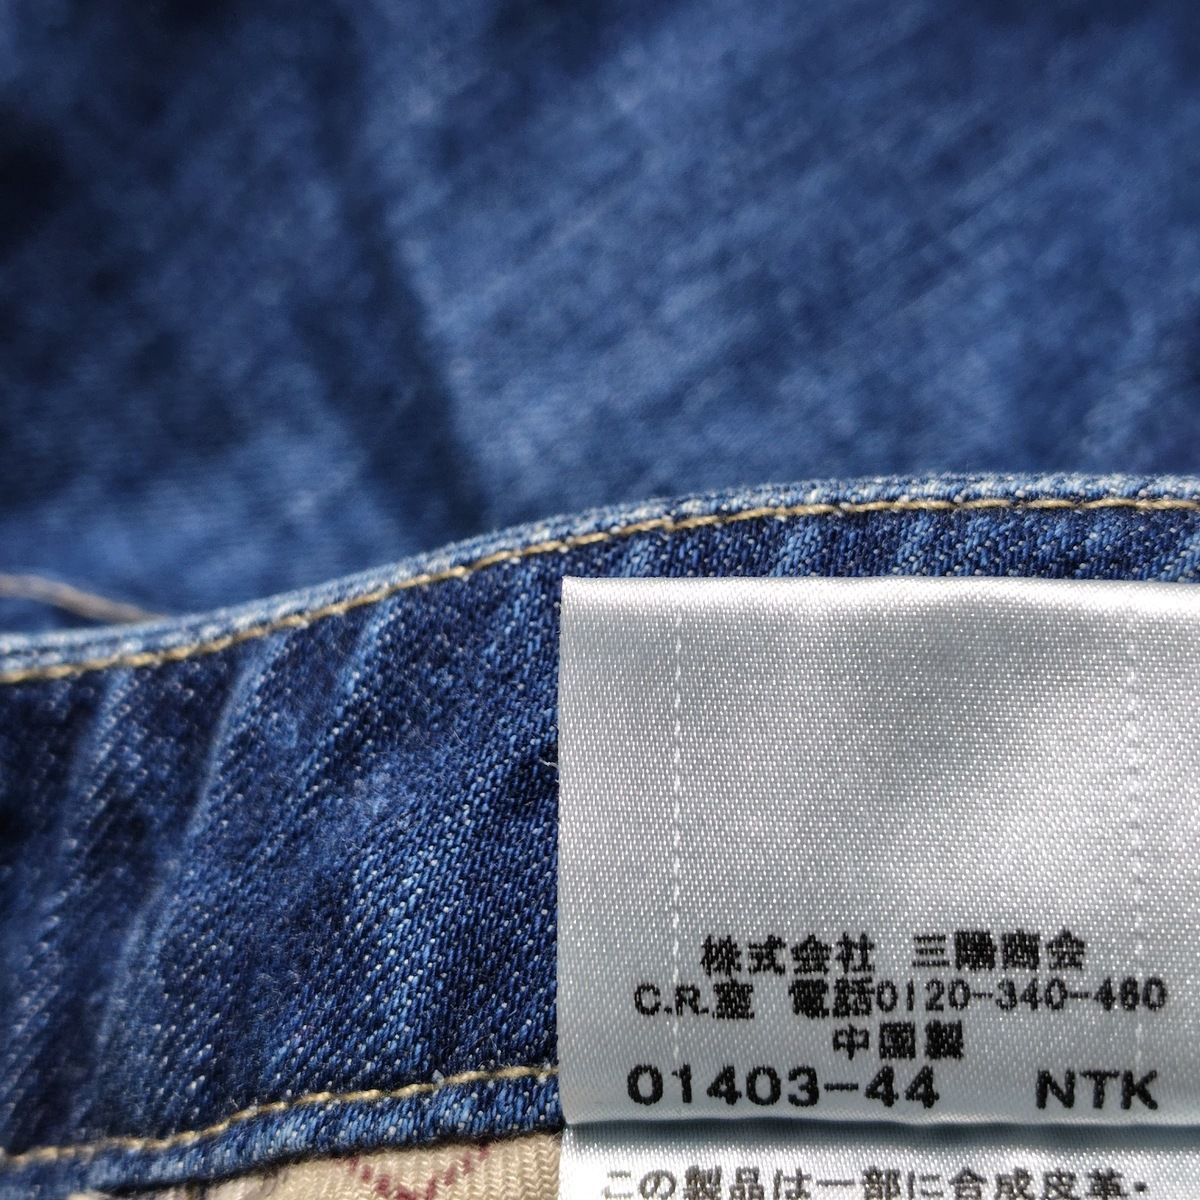 株式会社 三陽商会
C.R.室 電話0120-340-460
中国製
01403-44 NTK
この製品は一部に合成皮革・